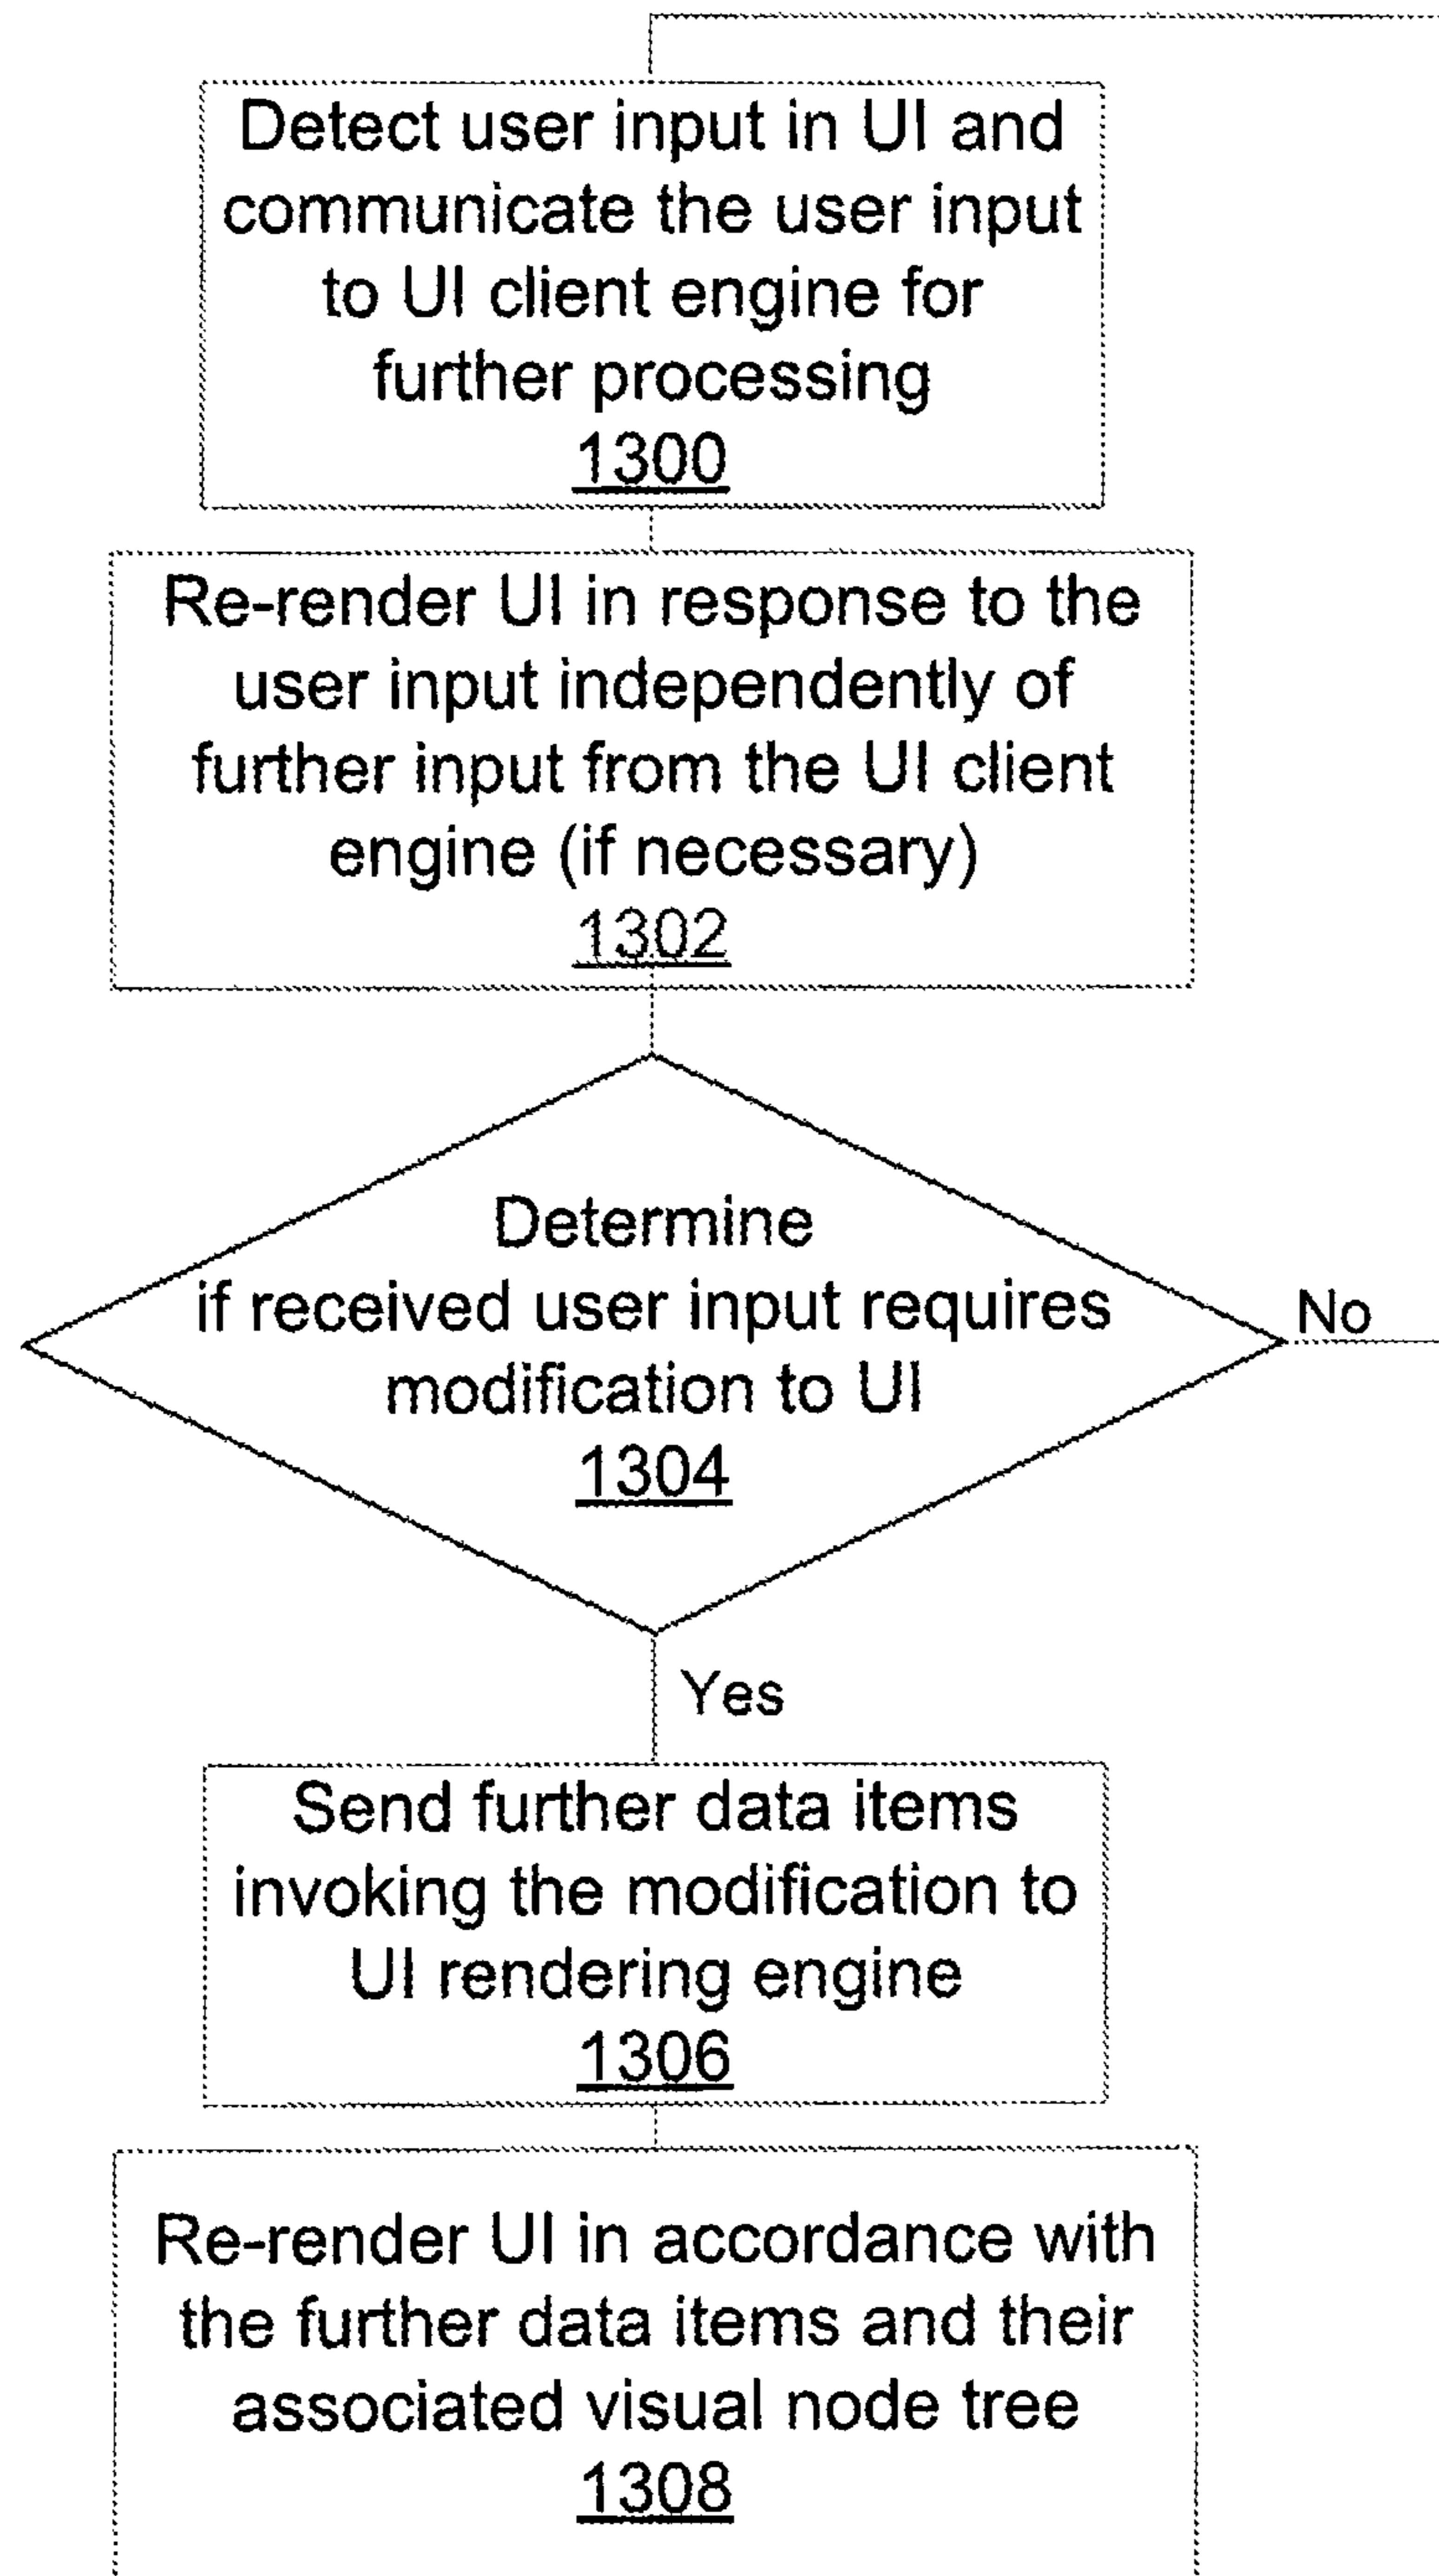 Detect user input in UI and
communicate the user input
to UI client engine for
further processing
1300
Re-render UI in response to the
user input independently of
further input from the UI client
engine (if necessary)
1302
Determine
if received user input requires
modification to UI
1304
No
Yes
Send further data items
invoking the modification to
UI rendering engine
1306
Re-render UI in accordance with
the further data items and their
associated visual node tree
1308